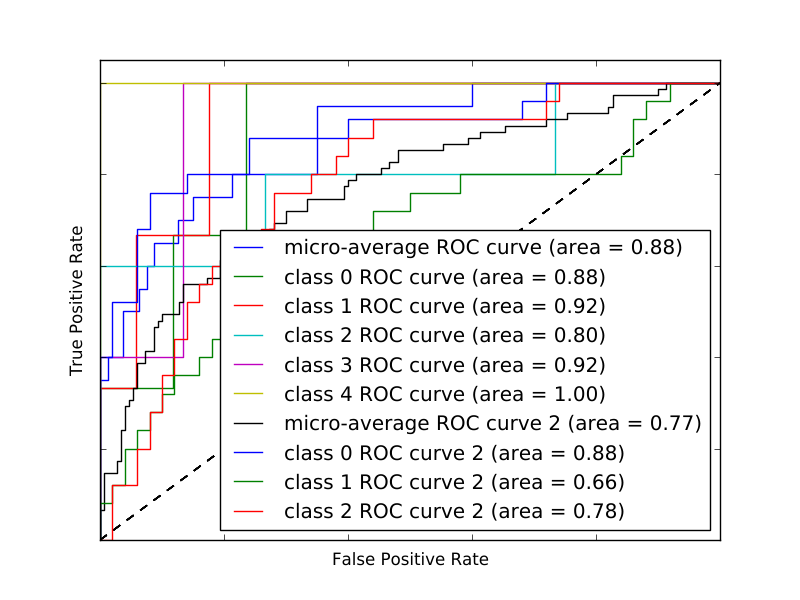 True Positive Rate
micro-average ROC curve (area = 0.88)
class 0 ROC curve (area = 0.88)
class 1 ROC curve (area = 0.92)
class 2 ROC curve (area = 0.80)
class 3 ROC curve (area = 0.92)
class 4 ROC curve (area = 1.00)
micro-average ROC curve 2 (area = 0.77)
class 0 ROC curve 2 (area = 0.88)
class 1 ROC curve 2 (area = 0.66)
class 2 ROC curve 2 (area = 0.78)
False Positive Rate